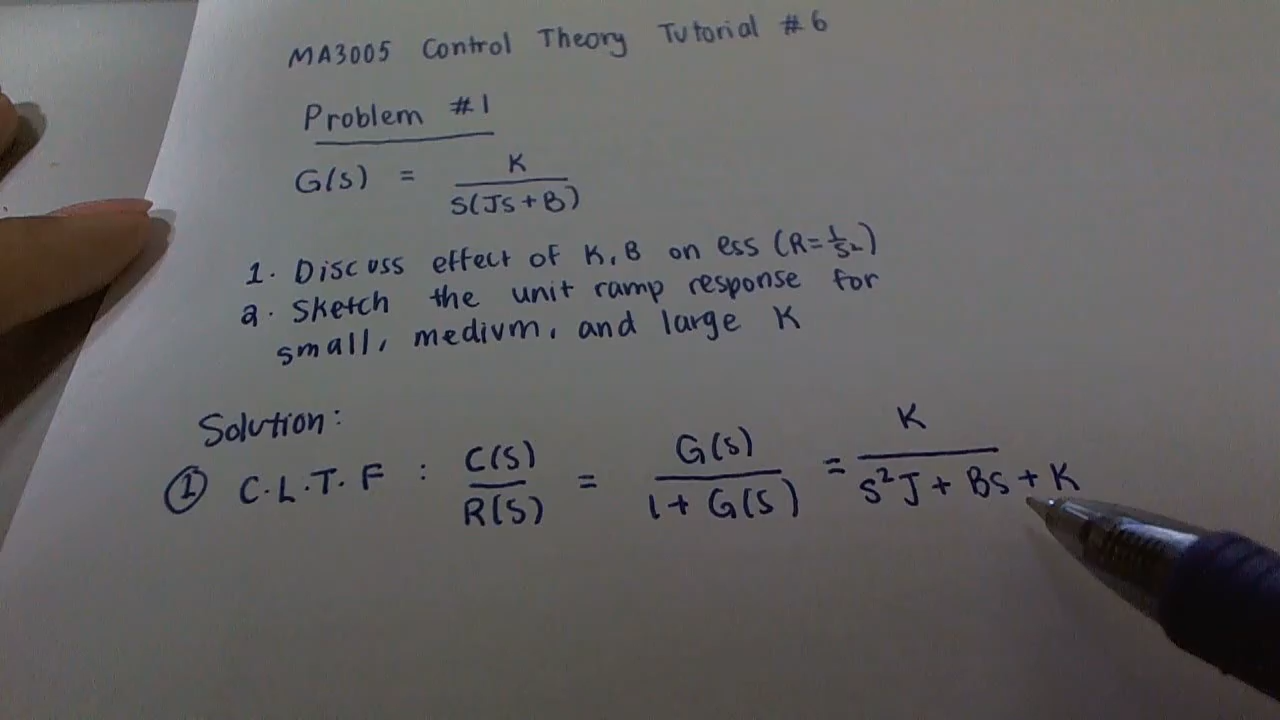 MA3005 Control Theory Tutorial #6
Problem #1
G(s) = K / S(JS+B)
1. Discuss effect of K, B on ess (R=1/s²)
2. Sketch the unit ramp response for
small, medium, and large K
Solution:
① C.L.T.F : C(S)/R(S) = G(S)/1+G(S) = K/S²J+BS+K